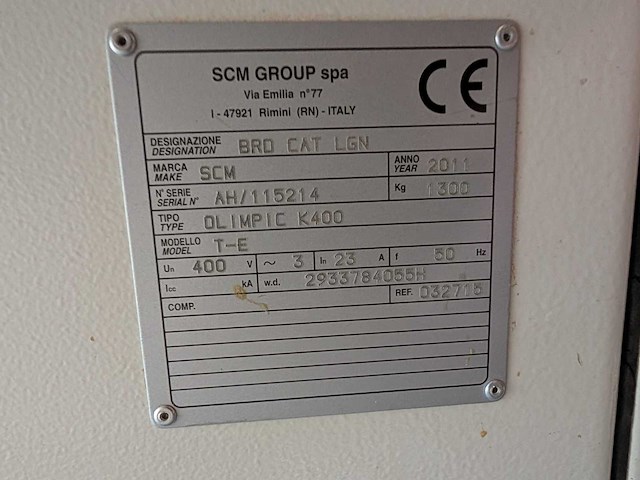 SCM GROUP spa
Via Emilia n°77
I - 47921 Rimini (RN) - ITALY
CE
DESIGNAZIONE
DESIGNATION BRD CAT LGN
MARCA
MAKE SCM
ANNO
YEAR 2011
N° SERIE
SERIAL N° AH/115214
Kg 1300
TIPO
TYPE OLIMPIC K400
MODELLO
MODEL T-E
Un 400 V ~ 3 In 23 A f 50 Hz
Icc kA w.d. 2933784055H
COMP. REF. 032715